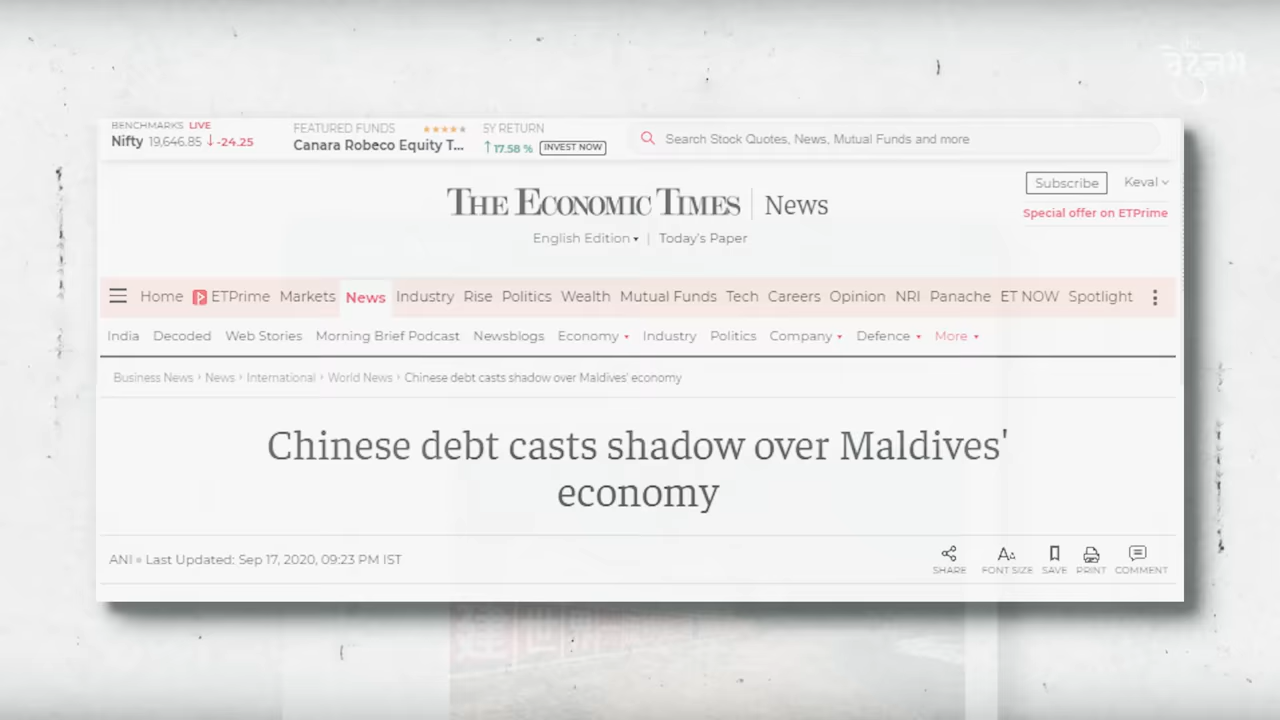 BENCHMARKS LIVE
Nifty 19,646.85 ↓ -24.25
FEATURED FUNDS ★★★★★
Canara Robeco Equity T...
5Y RETURN
↑ 17.58 % INVEST NOW
Search Stock Quotes, News, Mutual Funds and more
THE ECONOMIC TIMES | News
Subscribe Keval
Special offer on ETPrime
English Edition ▾ | Today's Paper
Home ETPrime Markets News Industry Rise Politics Wealth Mutual Funds Tech Careers Opinion NRI Panache ET NOW Spotlight
India Decoded Web Stories Morning Brief Podcast Newsblogs Economy ▾ Industry Politics Company ▾ Defence ▾ More ▾
Business News › News › International › World News › Chinese debt casts shadow over Maldives' economy
Chinese debt casts shadow over Maldives'
economy
ANI • Last Updated: Sep 17, 2020, 09:23 PM IST
SHARE FONT SIZE SAVE PRINT COMMENT